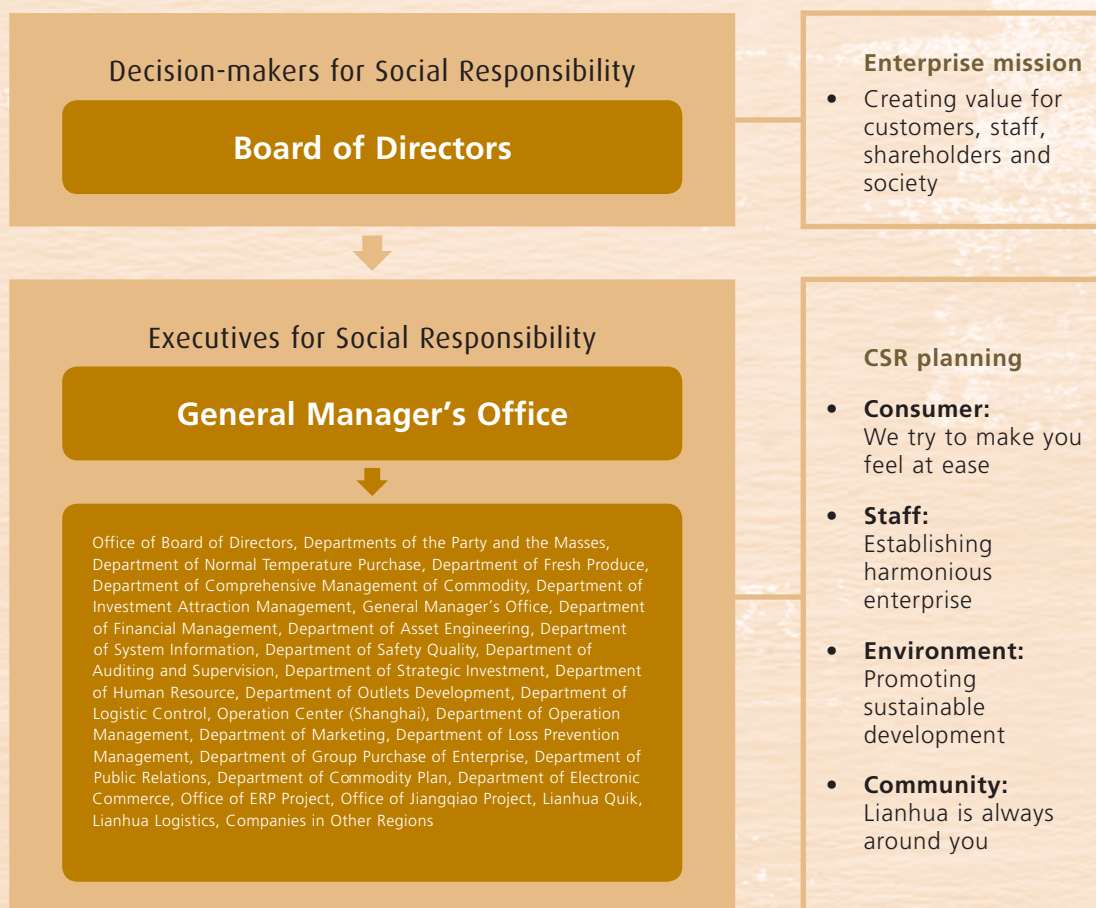 Decision-makers for Social Responsibility
Board of Directors
Enterprise mission
• Creating value for
customers, staff,
shareholders and
society
Executives for Social Responsibility
General Manager’s Office
Office of Board of Directors, Departments of the Party and the Masses,
Department of Normal Temperature Purchase, Department of Fresh Produce,
Department of Comprehensive Management of Commodity, Department of
Investment Attraction Management, General Manager’s Office, Department
of Financial Management, Department of Asset Engineering, Department
of System Information, Department of Safety Quality, Department of
Auditing and Supervision, Department of Strategic Investment, Department
of Human Resource, Department of Outlets Development, Department of
Logistic Control, Operation Center (Shanghai), Department of Operation
Management, Department of Marketing, Department of Loss Prevention
Management, Department of Group Purchase of Enterprise, Department of
Public Relations, Department of Commodity Plan, Department of Electronic
Commerce, Office of ERP Project, Office of Jiangqiao Project, Lianhua Quik,
Lianhua Logistics, Companies in Other Regions
CSR planning
• Consumer:
We try to make you
feel at ease
• Staff:
Establishing
harmonious
enterprise
• Environment:
Promoting
sustainable
development
• Community:
Lianhua is always
around you